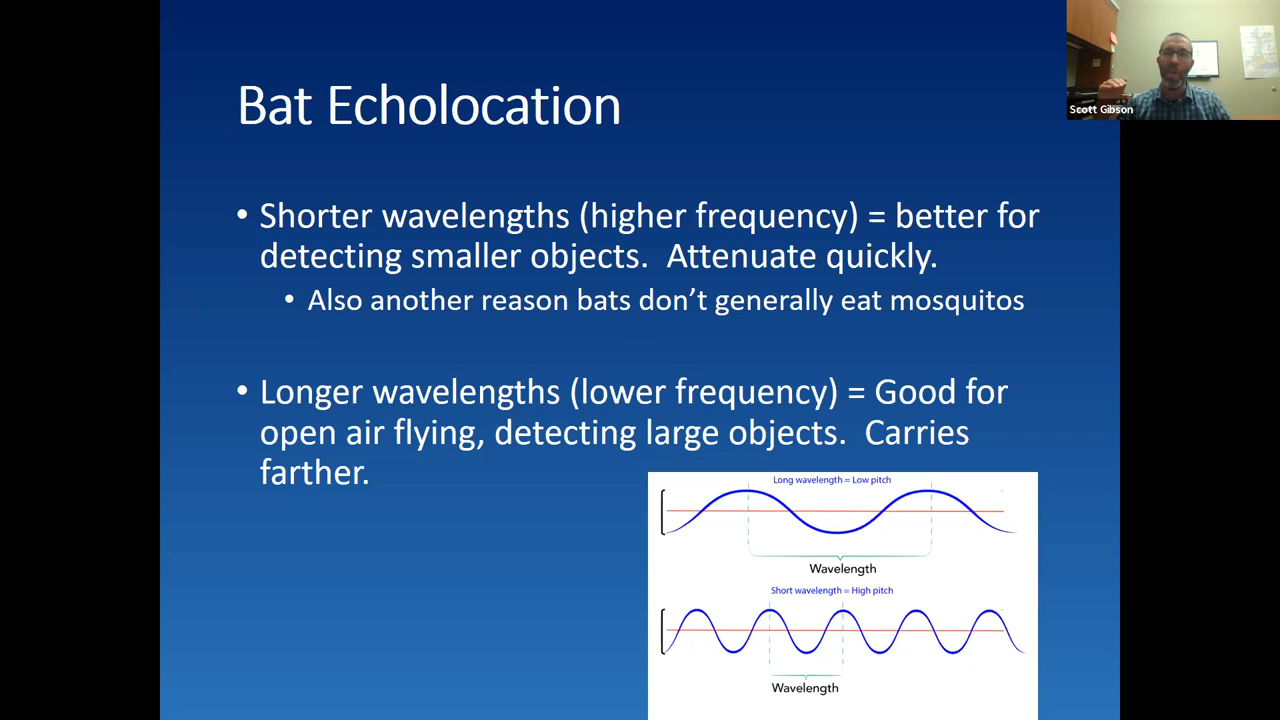 Scott Gibson
Bat Echolocation
• Shorter wavelengths (higher frequency) = better for
detecting smaller objects.  Attenuate quickly.
• Also another reason bats don’t generally eat mosquitos
• Longer wavelengths (lower frequency) = Good for
open air flying, detecting large objects.  Carries
farther.
Long wavelength = Low pitch
Wavelength
Short wavelength = High pitch
Wavelength